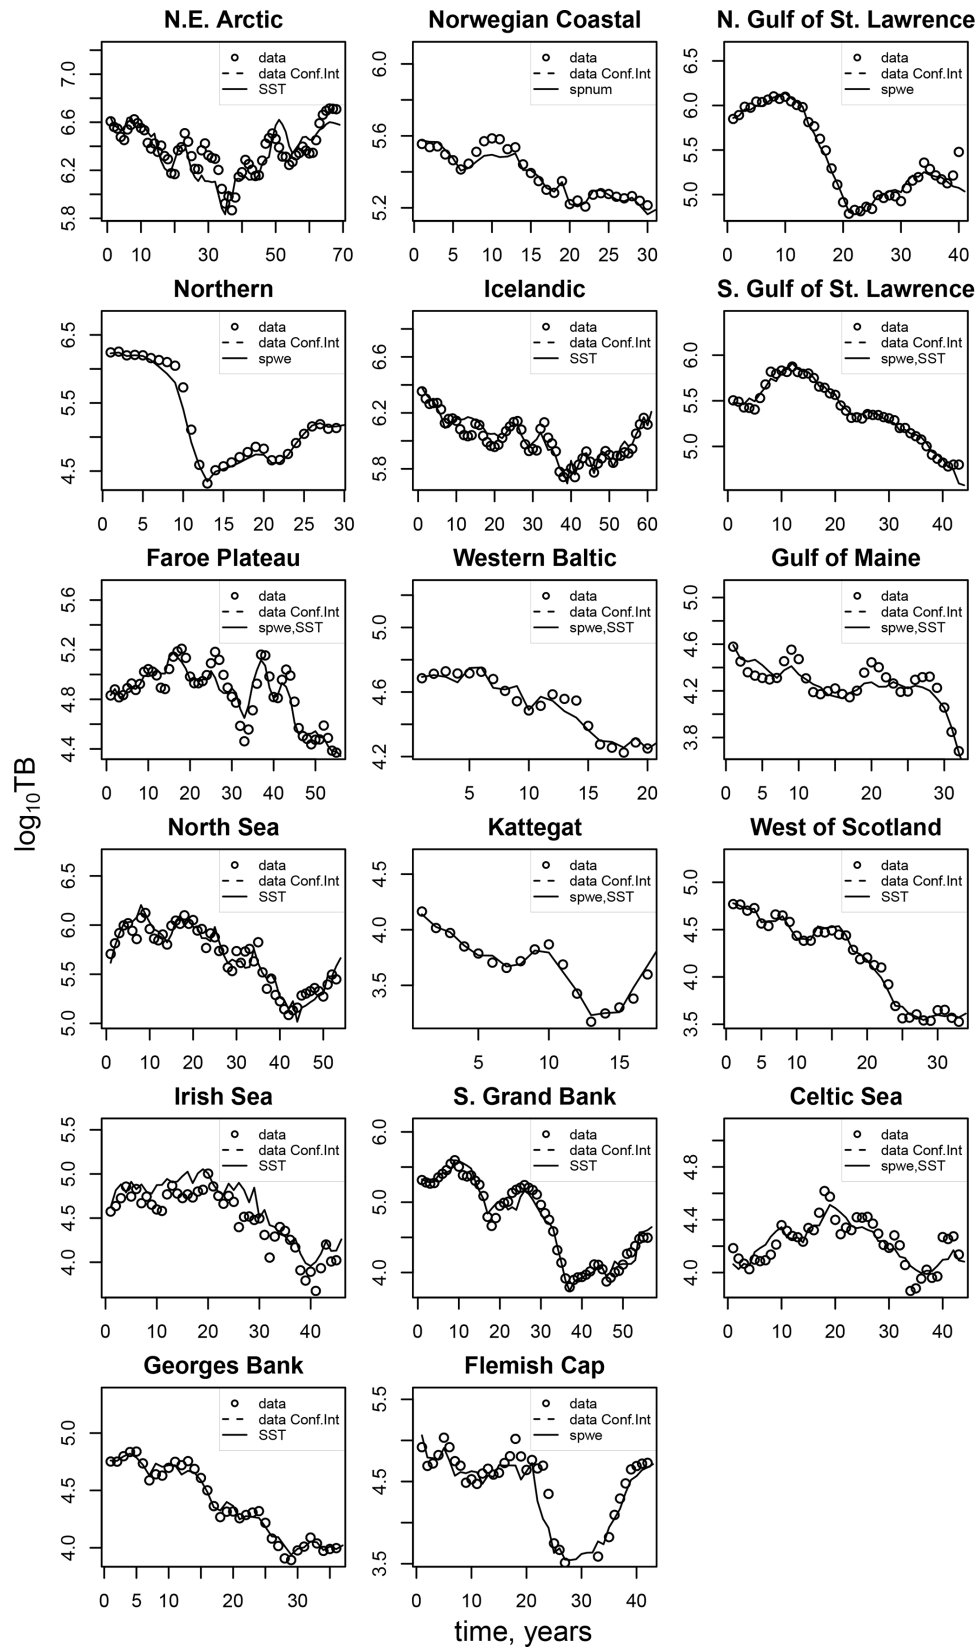 N.E. Arctic
7.0
6.6
6.2
5.8
data
data Conf.Int
SST
0 10 20 30 40 50 60 70
Norwegian Coastal
6.0
5.6
5.2
data
data Conf.Int
spnum
0 5 10 15 20 25 30
N. Gulf of St. Lawrence
6.5
6.0
5.5
5.0
data
data Conf.Int
spwe
0 10 20 30 40
Northern
6.5
5.5
4.5
data
data Conf.Int
spwe
0 5 10 15 20 25 30
Icelandic
6.6
6.2
5.8
data
data Conf.Int
SST
0 10 20 30 40 50 60
S. Gulf of St. Lawrence
6.0
5.5
5.0
data
data Conf.Int
spwe,SST
0 10 20 30 40
Faroe Plateau
5.6
5.2
4.8
4.4
data
data Conf.Int
spwe,SST
0 10 20 30 40 50
Western Baltic
5.0
4.6
4.2
data
data Conf.Int
spwe,SST
5 10 15 20
Gulf of Maine
5.0
4.6
4.2
3.8
data
data Conf.Int
spwe,SST
0 5 10 20 30
log10TB
North Sea
6.5
6.0
5.5
5.0
data
data Conf.Int
SST
0 10 20 30 40 50
Kattegat
4.5
4.0
3.5
data
data Conf.Int
spwe,SST
5 10 15
West of Scotland
5.0
4.5
4.0
3.5
data
data Conf.Int
spwe,SST
0 5 10 20 30
Irish Sea
5.5
5.0
4.5
4.0
data
data Conf.Int
SST
0 10 20 30 40
S. Grand Bank
6.0
5.0
4.0
data
data Conf.Int
SST
0 10 20 30 40 50
Celtic Sea
4.8
4.4
4.0
data
data Conf.Int
spwe,SST
0 10 20 30 40
Georges Bank
5.0
4.5
4.0
data
data Conf.Int
SST
0 5 10 20 30
Flemish Cap
5.5
4.5
3.5
data
data Conf.Int
spwe
0 10 20 30 40
time, years